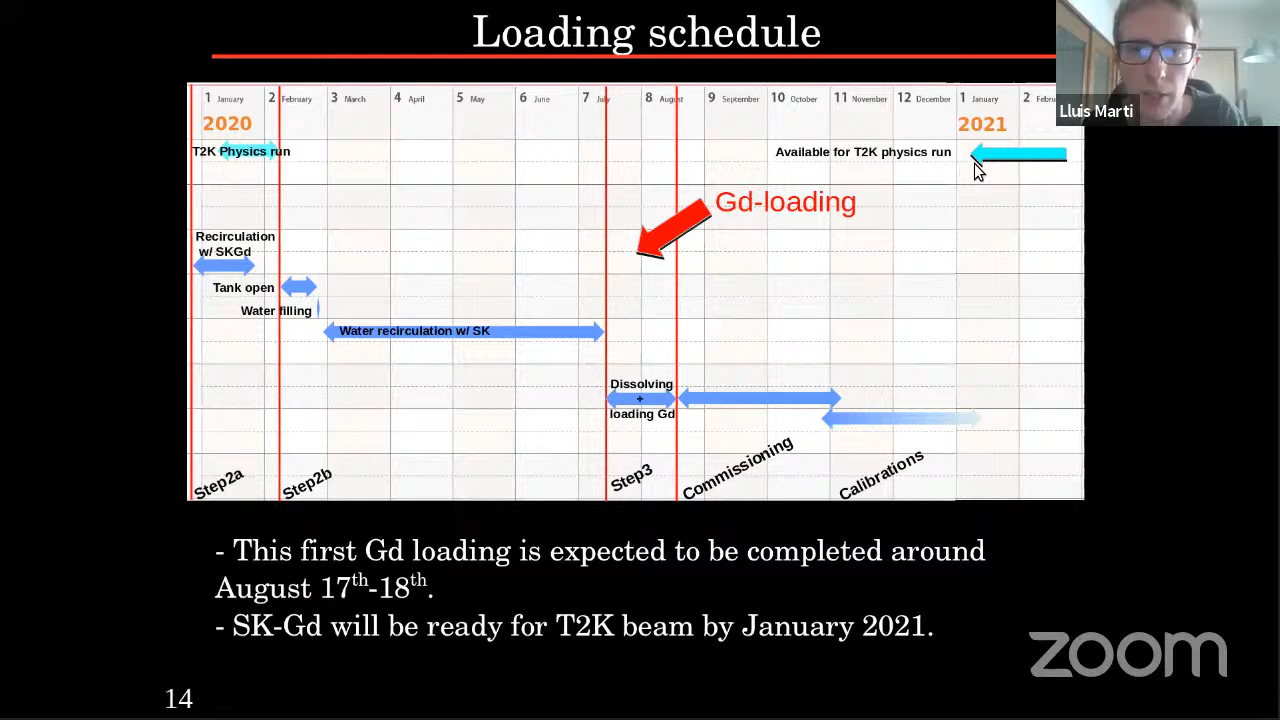 Loading schedule
1 January 2 February 3 March 4 April 5 May 6 June 7 July 8 August 9 September 10 October 11 November 12 December 1 January 2
2020
2021
Lluis Marti
T2K Physics run
Available for T2K physics run
Gd-loading
Recirculation
w/ SKGd
Tank open
Water filling
Water recirculation w/ SK
Dissolving
+
loading Gd
Step2a
Step2b
Step3
Commissioning
Calibrations
- This first Gd loading is expected to be completed around
August 17th-18th.
- SK-Gd will be ready for T2K beam by January 2021.
zoom
14